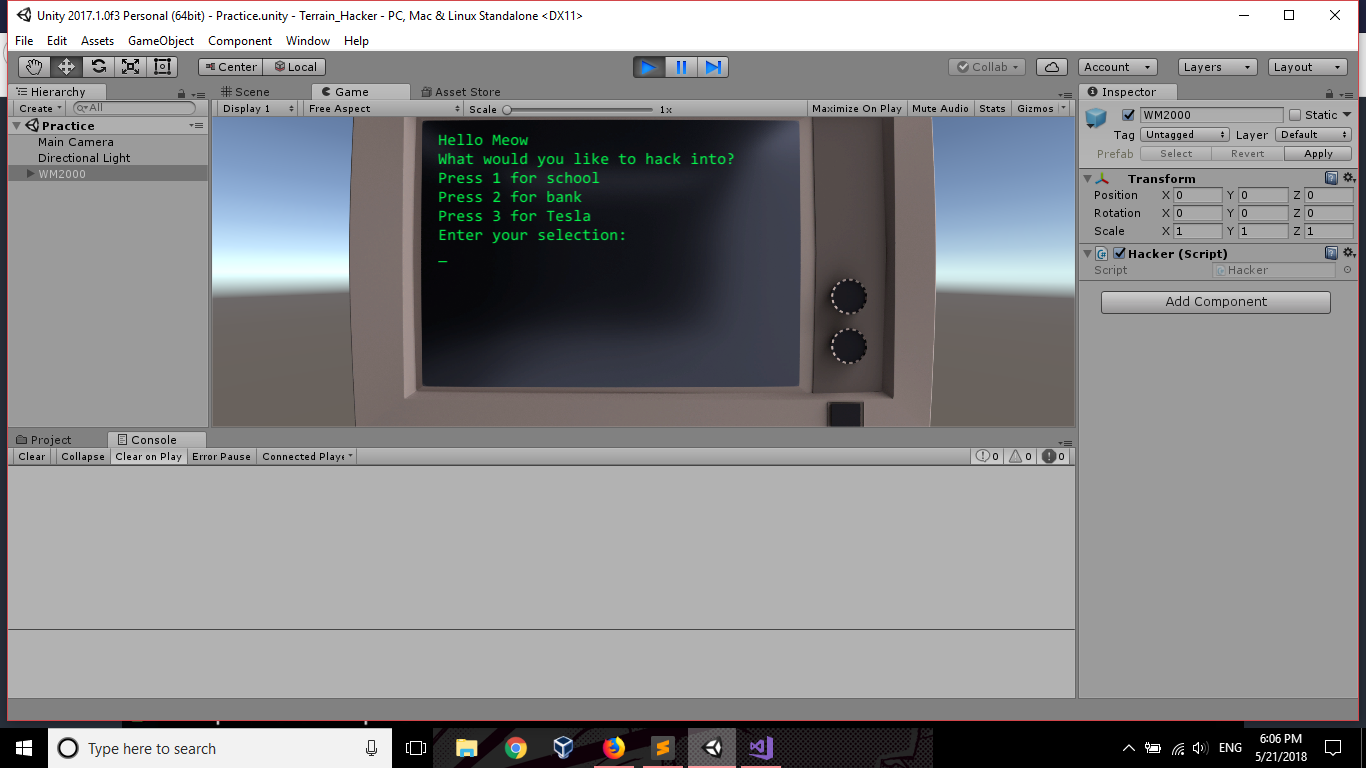 Unity 2017.1.0f3 Personal (64bit) - Practice.unity - Terrain_Hacker - PC, Mac & Linux Standalone <DX11>
File Edit Assets GameObject Component Window Help
Center Local Collab Account Layers Layout
Hierarchy
Create All
Practice
Main Camera
Directional Light
WM2000
Scene Game Asset Store
Display 1 Free Aspect Scale 1x Maximize On Play Mute Audio Stats Gizmos
Hello Meow
What would you like to hack into?
Press 1 for school
Press 2 for bank
Press 3 for Tesla
Enter your selection:
_
Inspector
WM2000 Static
Tag Untagged Layer Default
Prefab Select Revert Apply
Transform
Position X 0 Y 0 Z 0
Rotation X 0 Y 0 Z 0
Scale X 1 Y 1 Z 1
Hacker (Script)
Script Hacker
Add Component
Project Console
Clear Collapse Clear on Play Error Pause Connected Playe 0 0 0
Type here to search
ENG
6:06 PM
5/21/2018